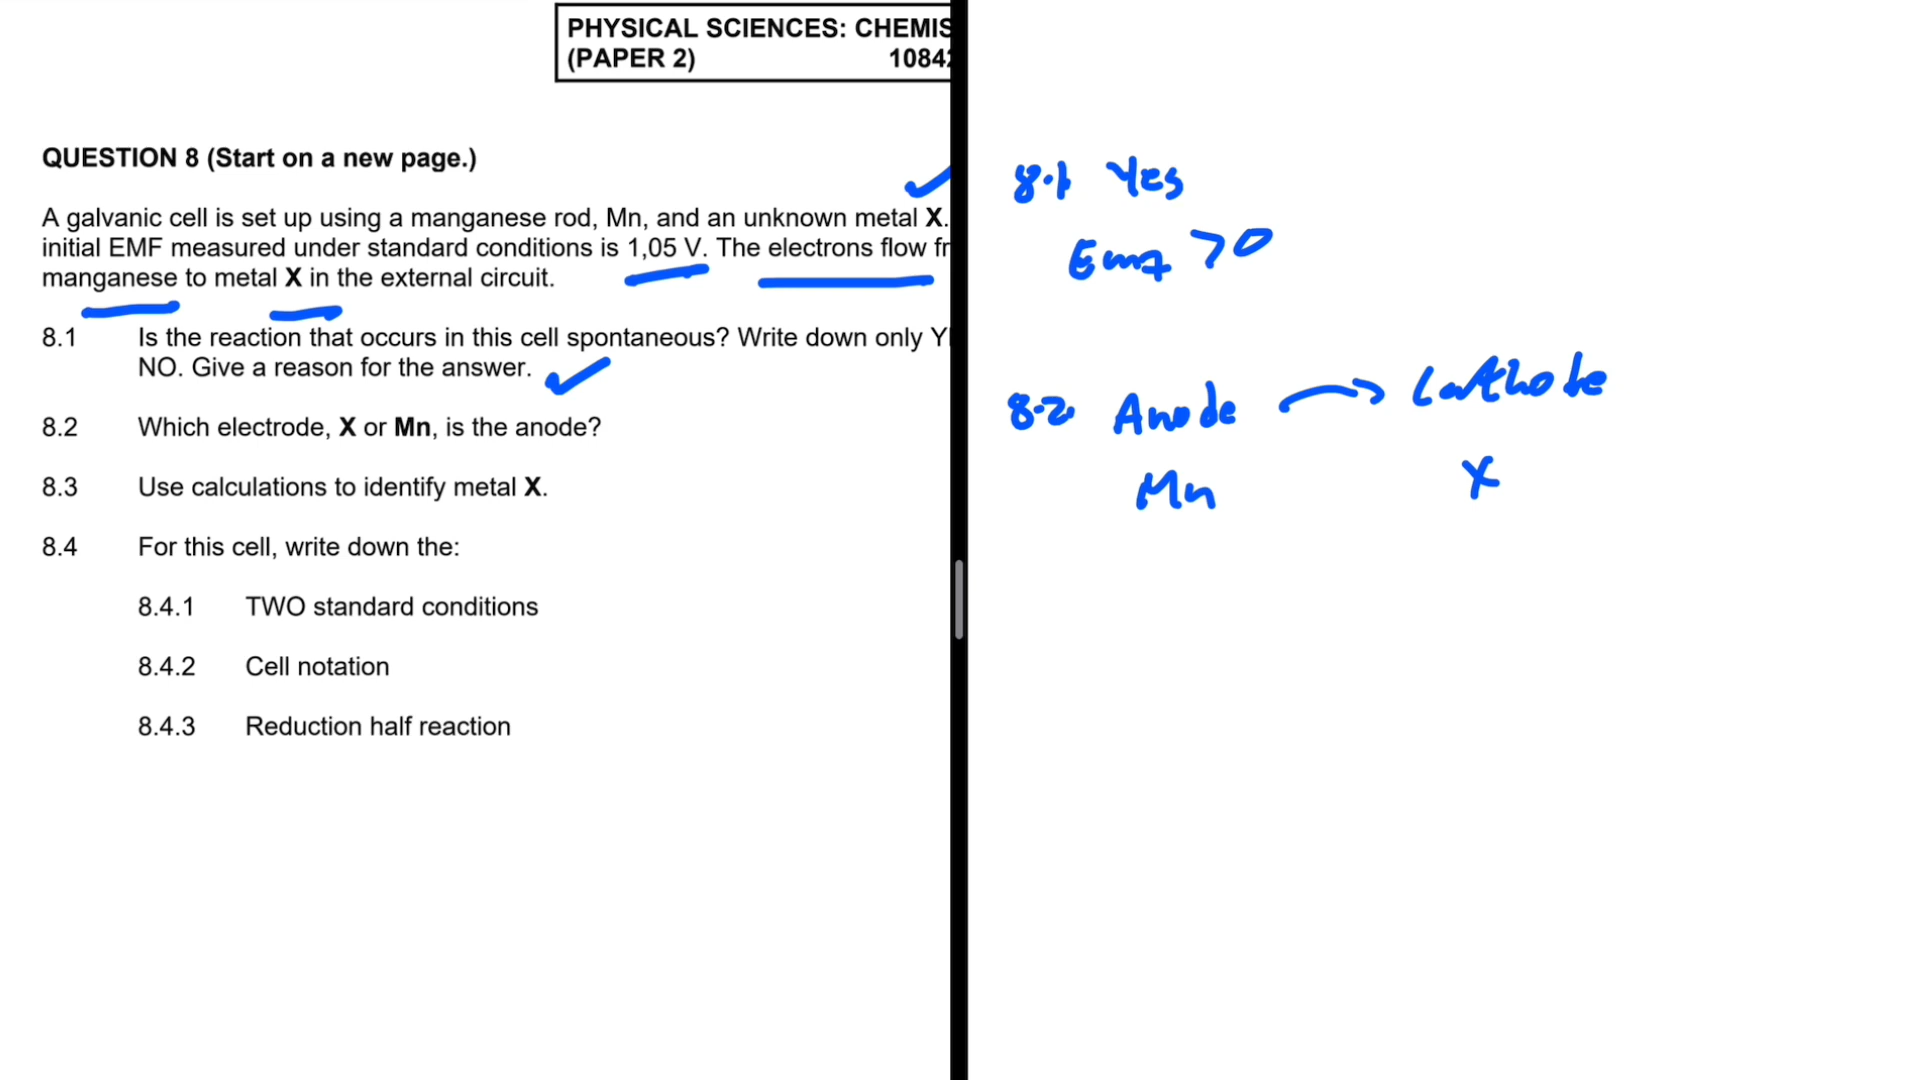 PHYSICAL SCIENCES: CHEMIS
(PAPER 2) 1084
QUESTION 8 (Start on a new page.)
A galvanic cell is set up using a manganese rod, Mn, and an unknown metal X.
initial EMF measured under standard conditions is 1,05 V. The electrons flow fr
manganese to metal X in the external circuit.
8.1 Is the reaction that occurs in this cell spontaneous? Write down only Y
NO. Give a reason for the answer.
8.2 Which electrode, X or Mn, is the anode?
8.3 Use calculations to identify metal X.
8.4 For this cell, write down the:
8.4.1 TWO standard conditions
8.4.2 Cell notation
8.4.3 Reduction half reaction
8.1 Yes
Emf >0
8.2 Anode → Cathode
Mn X